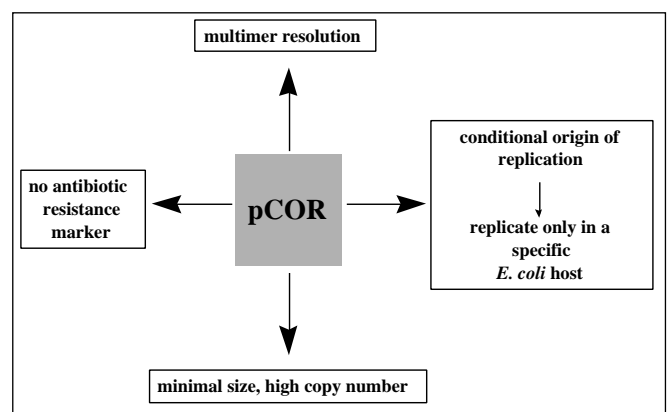 multimer resolution
no antibiotic
resistance
marker
pCOR
conditional origin of
replication
replicate only in a
specific
E. coli host
minimal size, high copy number